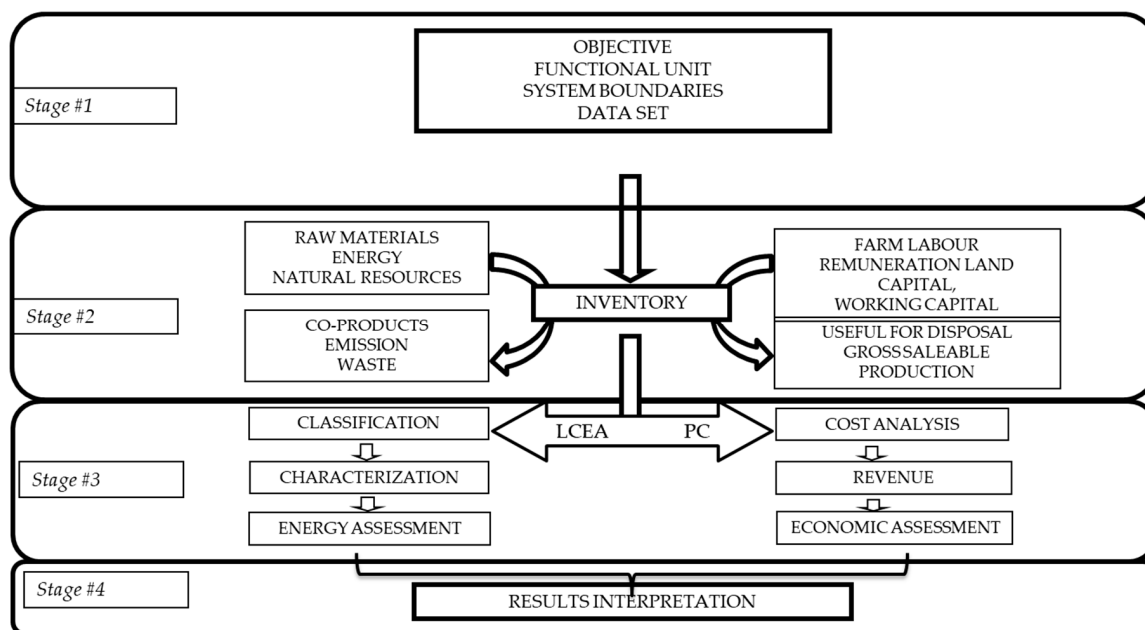 OBJECTIVE
FUNCTIONAL UNIT
SYSTEM BOUNDARIES
DATA SET
Stage #1
RAW MATERIALS
ENERGY
NATURAL RESOURCES
FARM LABOUR
REMUNERATION LAND
CAPITAL,
WORKING CAPITAL
INVENTORY
Stage #2
CO-PRODUCTS
EMISSION
WASTE
USEFUL FOR DISPOSAL
GROSS SALEABLE
PRODUCTION
CLASSIFICATION
LCEA PC
COST ANALYSIS
Stage #3
CHARACTERIZATION
REVENUE
ENERGY ASSESSMENT
ECONOMIC ASSESSMENT
Stage #4
RESULTS INTERPRETATION